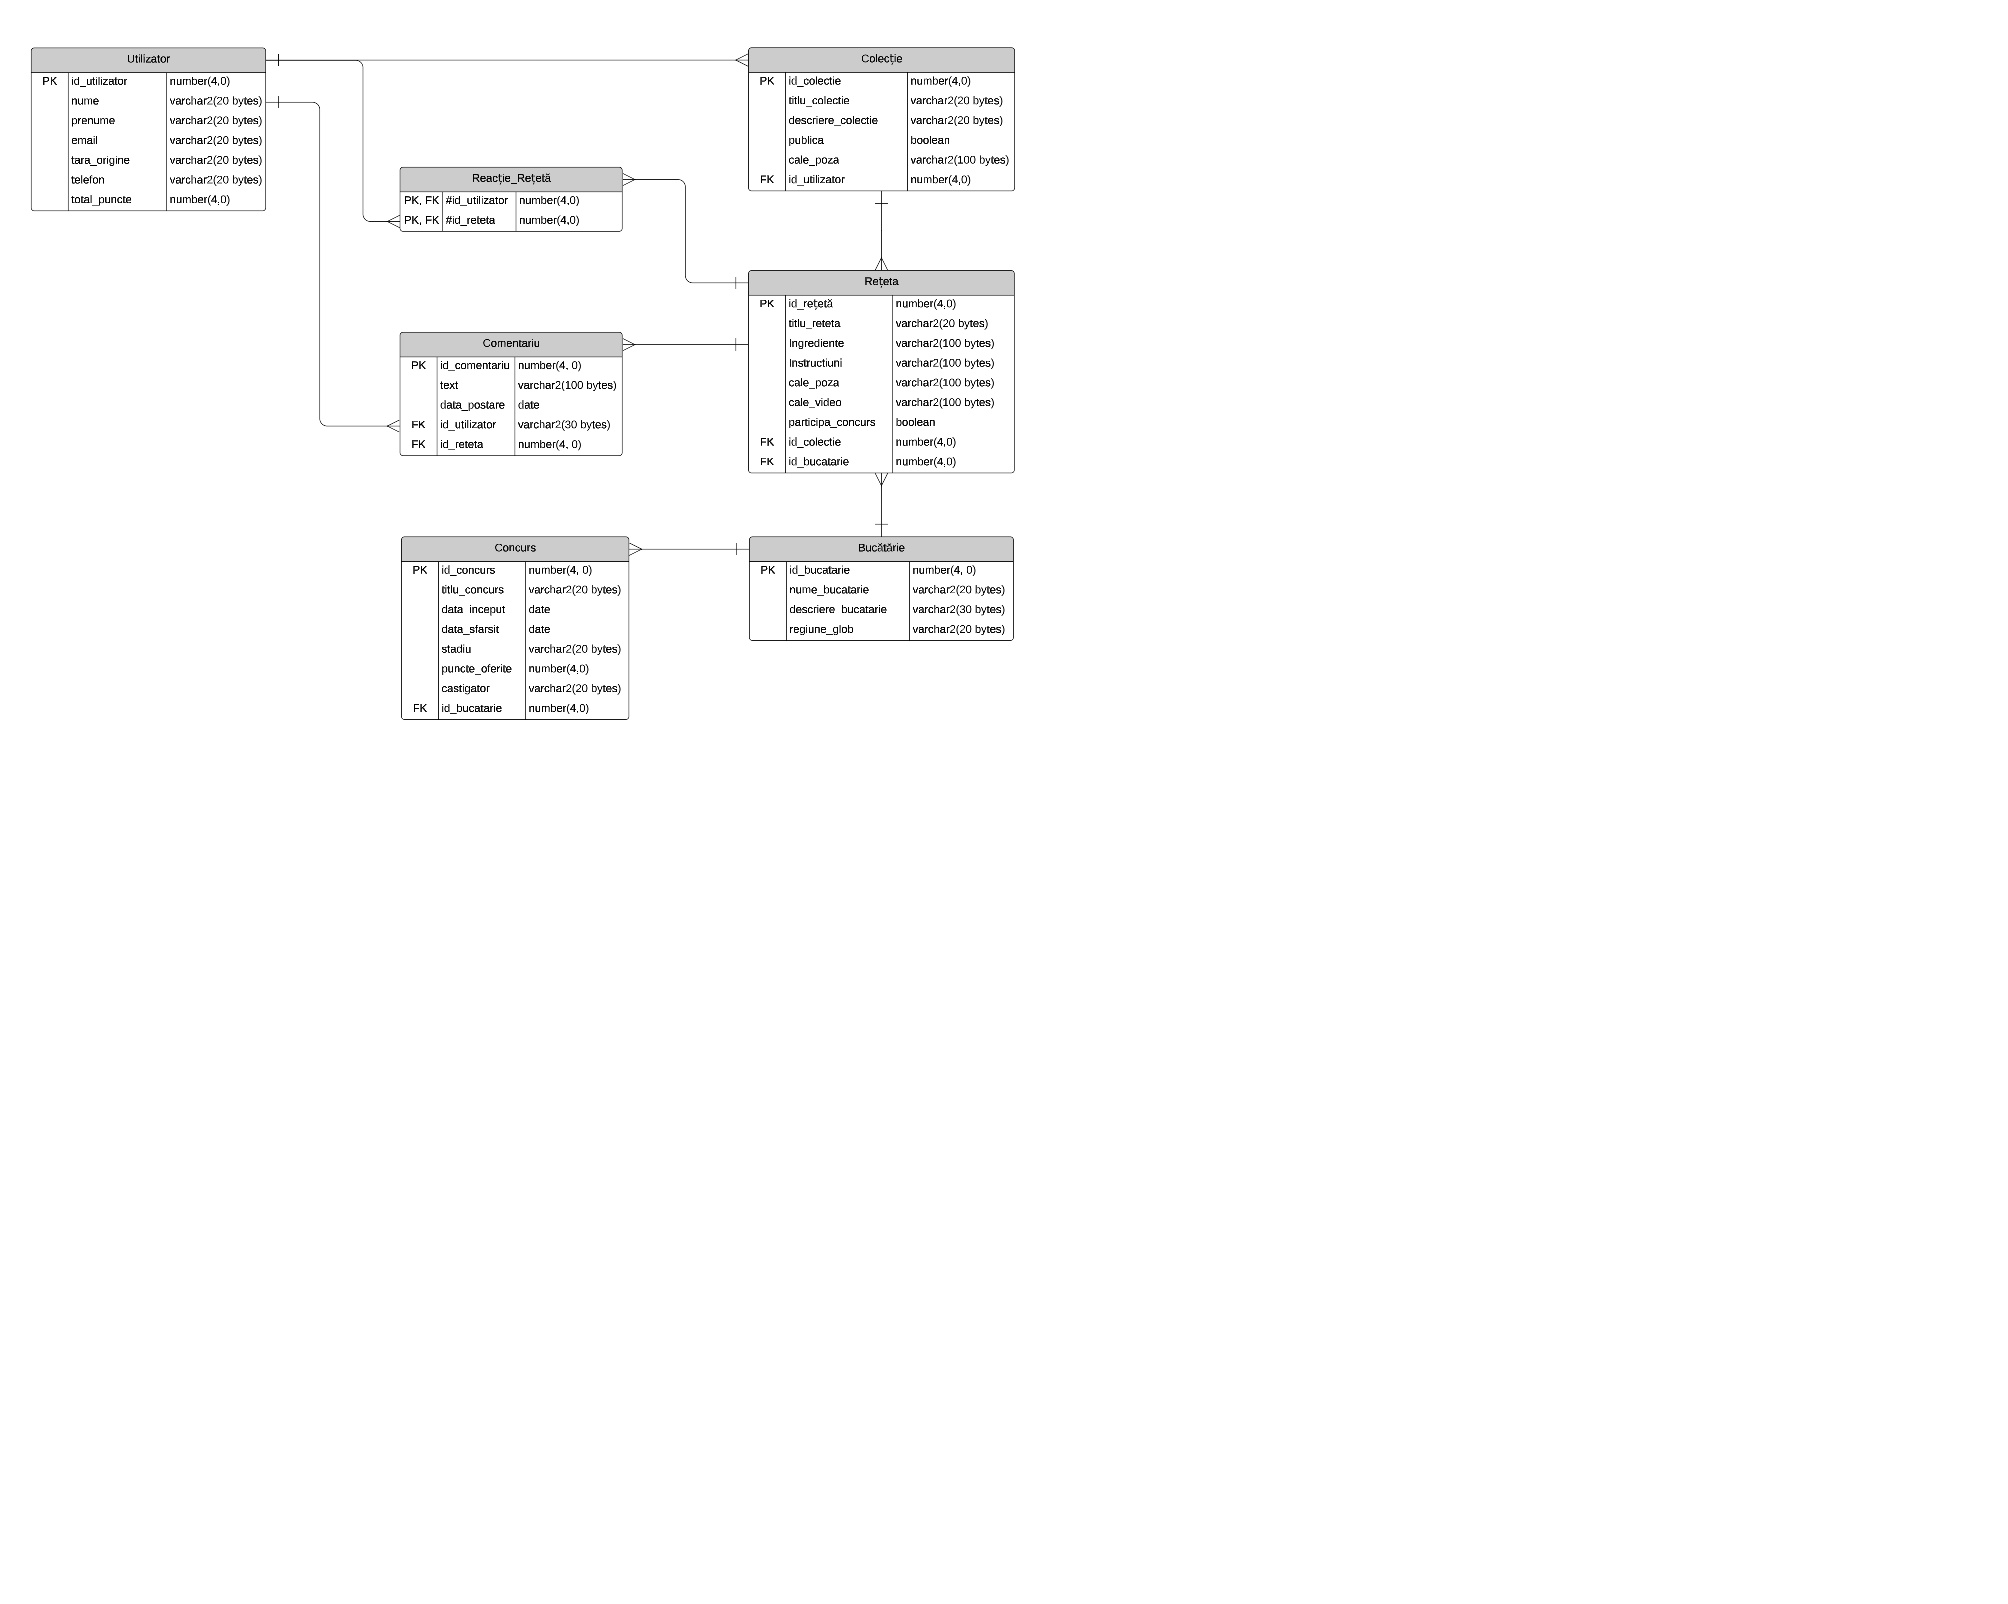 Utilizator
PK id_utilizator number(4,0)
nume varchar2(20 bytes)
prenume varchar2(20 bytes)
email varchar2(20 bytes)
tara_origine varchar2(20 bytes)
telefon varchar2(20 bytes)
total_puncte number(4,0)
Colecție
PK id_colectie number(4,0)
titlu_colectie varchar2(20 bytes)
descriere_colectie varchar2(20 bytes)
publica boolean
cale_poza varchar2(100 bytes)
FK id_utilizator number(4,0)
Reacție_Rețetă
PK, FK #id_utilizator number(4,0)
PK, FK #id_reteta number(4,0)
Rețeta
PK id_rețetă number(4,0)
titlu_reteta varchar2(20 bytes)
Ingrediente varchar2(100 bytes)
Instructiuni varchar2(100 bytes)
cale_poza varchar2(100 bytes)
cale_video varchar2(100 bytes)
participa_concurs boolean
FK id_colectie number(4,0)
FK id_bucatarie number(4,0)
Comentariu
PK id_comentariu number(4, 0)
text varchar2(100 bytes)
data_postare date
FK id_utilizator varchar2(30 bytes)
FK id_reteta number(4, 0)
Concurs
PK id_concurs number(4, 0)
titlu_concurs varchar2(20 bytes)
data_inceput date
data_sfarsit date
stadiu varchar2(20 bytes)
puncte_oferite number(4,0)
castigator varchar2(20 bytes)
FK id_bucatarie number(4,0)
Bucătărie
PK id_bucatarie number(4, 0)
nume_bucatarie varchar2(20 bytes)
descriere_bucatarie varchar2(30 bytes)
regiune_glob varchar2(20 bytes)